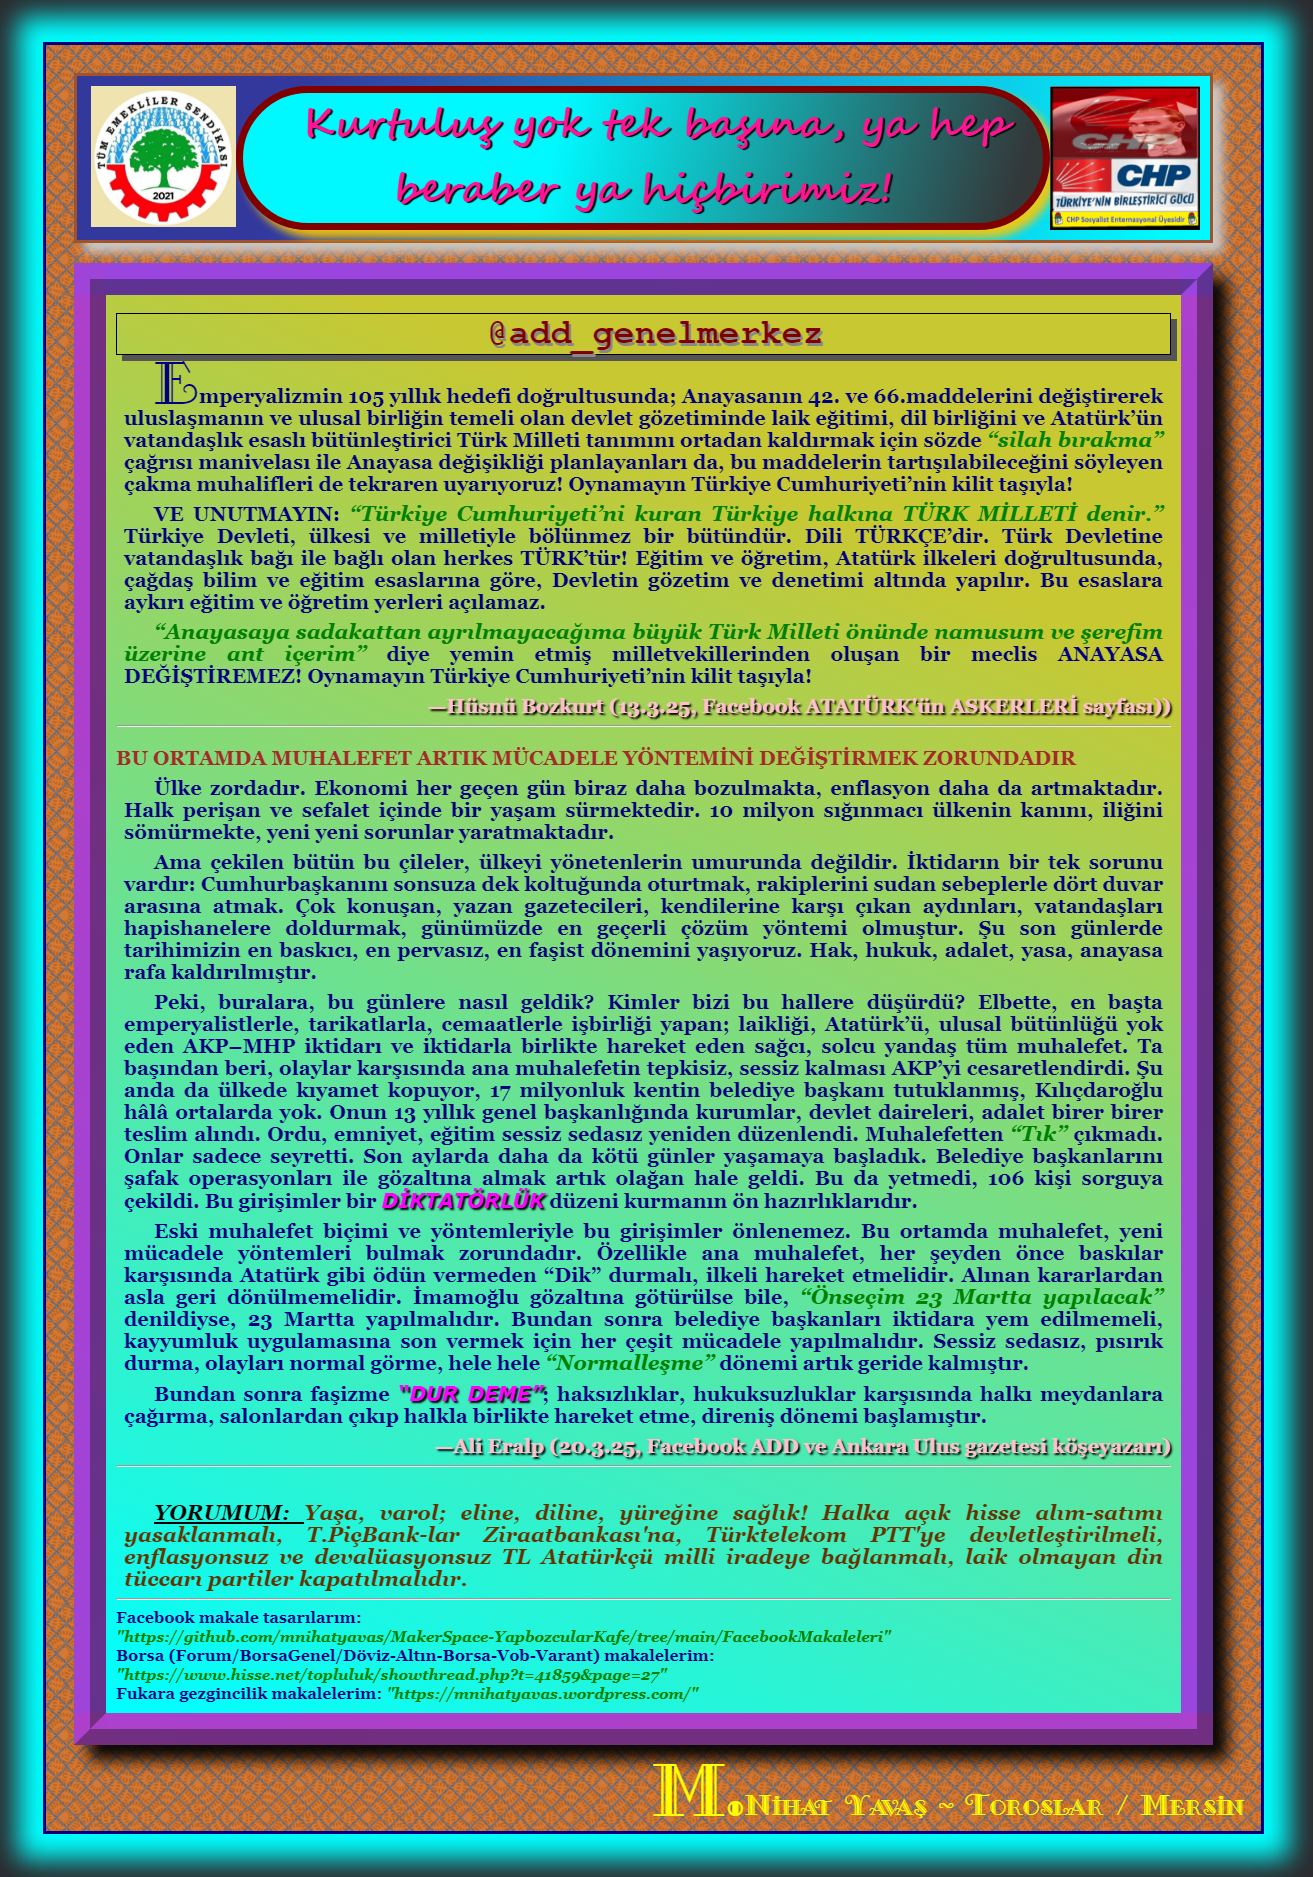 TÜM EMEKLİLER SENDİKASI
2021
Kurtuluş yok tek başına, ya hep
beraber ya hiçbirimiz!
CHP
CHP
TÜRKİYE'NİN BİRLEŞTİRİCİ GÜCÜ
CHP Sosyalist Enternasyonal Üyesidir
@add_genelmerkez
Emperyalizmin 105 yıllık hedefi doğrultusunda; Anayasanın 42. ve 66.maddelerini değiştirerek
uluslaşmanın ve ulusal birliğin temeli olan devlet gözetiminde laik eğitimi, dil birliğini ve Atatürk’ün
vatandaşlık esaslı bütünleştirici Türk Milleti tanımını ortadan kaldırmak için sözde “silah bırakma”
çağrısı manivelası ile Anayasa değişikliği planlayanları da, bu maddelerin tartışılabileceğini söyleyen
çakma muhalifleri de tekraren uyarıyoruz! Oynamayın Türkiye Cumhuriyeti’nin kilit taşıyla!
VE UNUTMAYIN: “Türkiye Cumhuriyeti’ni kuran Türkiye halkına TÜRK MİLLETİ denir.”
Türkiye Devleti, ülkesi ve milletiyle bölünmez bir bütündür. Dili TÜRKÇE’dir. Türk Devletine
vatandaşlık bağı ile bağlı olan herkes TÜRK’tür! Eğitim ve öğretim, Atatürk ilkeleri doğrultusunda,
çağdaş bilim ve eğitim esaslarına göre, Devletin gözetim ve denetimi altında yapılır. Bu esaslara
aykırı eğitim ve öğretim yerleri açılamaz.
“Anayasaya sadakattan ayrılmayacağıma büyük Türk Milleti önünde namusum ve şerefim
üzerine ant içerim” diye yemin etmiş milletvekillerinden oluşan bir meclis ANAYASA
DEĞİŞTİREMEZ! Oynamayın Türkiye Cumhuriyeti’nin kilit taşıyla!
—Hüsnü Bozkurt (13.3.25, Facebook ATATÜRK'ün ASKERLERİ sayfası))
BU ORTAMDA MUHALEFET ARTIK MÜCADELE YÖNTEMİNİ DEĞİŞTİRMEK ZORUNDADIR
Ülke zordadır. Ekonomi her geçen gün biraz daha bozulmakta, enflasyon daha da artmaktadır.
Halk perişan ve sefalet içinde bir yaşam sürmektedir. 10 milyon sığınmacı ülkenin kanını, iliğini
sömürmekte, yeni yeni sorunlar yaratmaktadır.
Ama çekilen bütün bu çileler, ülkeyi yönetenlerin umurunda değildir. İktidarın bir tek sorunu
vardır: Cumhurbaşkanını sonsuza dek koltuğunda oturtmak, rakiplerini sudan sebeplerle dört duvar
arasına atmak. Çok konuşan, yazan gazetecileri, kendilerine karşı çıkan aydınları, vatandaşları
hapishanelere doldurmak, günümüzde en geçerli çözüm yöntemi olmuştur. Şu son günlerde
tarihimizin en baskıcı, en pervasız, en faşist dönemini yaşıyoruz. Hak, hukuk, adalet, yasa, anayasa
rafa kaldırılmıştır.
Peki, buralara, bu günlere nasıl geldik? Kimler bizi bu hallere düşürdü? Elbette, en başta
emperyalistlerle, tarikatlarla, cemaatlerle işbirliği yapan; laikliği, Atatürk’ü, ulusal bütünlüğü yok
eden AKP–MHP iktidarı ve iktidarla birlikte hareket eden sağcı, solcu yandaş tüm muhalefet. Ta
başından beri, olaylar karşısında ana muhalefetin tepkisiz, sessiz kalması AKP’yi cesaretlendirdi. Şu
anda da ülkede kıyamet kopuyor, 17 milyonluk kentin belediye başkanı tutuklanmış, Kılıçdaroğlu
hâlâ ortalarda yok. Onun 13 yıllık genel başkanlığında kurumlar, devlet daireleri, adalet birer birer
teslim alındı. Ordu, emniyet, eğitim sessiz sedasız yeniden düzenlendi. Muhalefetten “Tık” çıkmadı.
Onlar sadece seyretti. Son aylarda daha da kötü günler yaşamaya başladık. Belediye başkanlarını
şafak operasyonları ile gözaltına almak artık olağan hale geldi. Bu da yetmedi, 106 kişi sorguya
çekildi. Bu girişimler bir DİKTATÖRLÜK düzeni kurmanın ön hazırlıklarıdır.
Eski muhalefet biçimi ve yöntemleriyle bu girişimler önlenemez. Bu ortamda muhalefet, yeni
mücadele yöntemleri bulmak zorundadır. Özellikle ana muhalefet, her şeyden önce baskılar
karşısında Atatürk gibi ödün vermeden “Dik” durmalı, ilkeli hareket etmelidir. Alınan kararlardan
asla geri dönülmemelidir. İmamoğlu gözaltına götürülse bile, “Önseçim 23 Martta yapılacak”
denildiyse, 23 Martta yapılmalıdır. Bundan sonra belediye başkanları iktidara yem edilmemeli,
kayyumluk uygulamasına son vermek için her çeşit mücadele yapılmalıdır. Sessiz sedasız, pısırık
durma, olayları normal görme, hele hele “Normalleşme” dönemi artık geride kalmıştır.
Bundan sonra faşizme “DUR DEME”; haksızlıklar, hukuksuzluklar karşısında halkı meydanlara
çağırma, salonlardan çıkıp halkla birlikte hareket etme, direniş dönemi başlamıştır.
—Ali Eralp (20.3.25, Facebook ADD ve Ankara Ulus gazetesi köşeyazarı)
YORUMUM: Yaşa, varol; eline, diline, yüreğine sağlık! Halka açık hisse alım-satımı
yasaklanmalı, T.PiçBank-lar Ziraatbankası'na, Türktelekom PTT'ye devletleştirilmeli,
enflasyonsuz ve devalüasyonsuz TL Atatürkçü milli iradeye bağlanmalı, laik olmayan din
tüccarı partiler kapatılmalıdır.
Facebook makale tasarılarım:
"https://github.com/mnihatyavas/MakerSpace-YapbozcularKafe/tree/main/FacebookMakaleleri"
Borsa (Forum/BorsaGenel/Döviz-Altın-Borsa-Vob-Varant) makalelerim:
"https://www.hisse.net/topluluk/showthread.php?t=41859&page=27"
Fukara gezgincilik makalelerim: "https://mnihatyavas.wordpress.com/"
M.Nihat Yavaş ~ Toroslar / Mersin